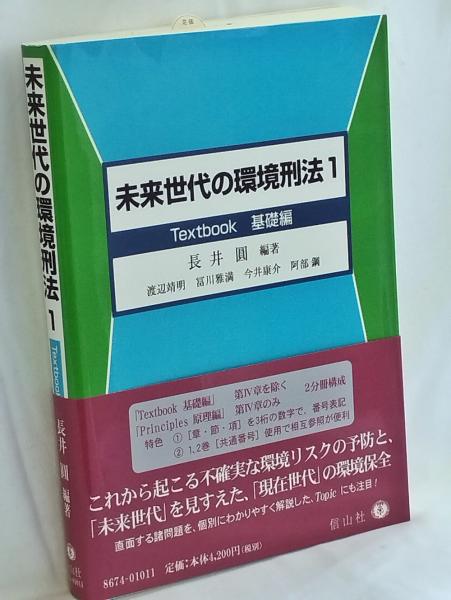 定価
未来世代の環境刑法1
Textbook 基礎編
長井 圓 編著
渡辺靖明 冨川雅満 今井康介 阿部 鋼
「Textbook 基礎編」 第Ⅳ章を除く 2分冊構成
「Principles 原理編」 第Ⅳ章のみ
特色 ①[章・節・項]を3桁の数字で、番号表記
②1、2巻[共通番号]使用で相互参照が便利
これから起こる不確実な環境リスクの予防と、
「未来世代」を見すえた、「現在世代」の環境保全
直面する諸問題を、個別にわかりやすく解説した、Topicにも注目!
信山社
8674-01011 定価:本体4,200円(税別)
未来世代の環境刑法 1
Textbook
長井 圓 編著